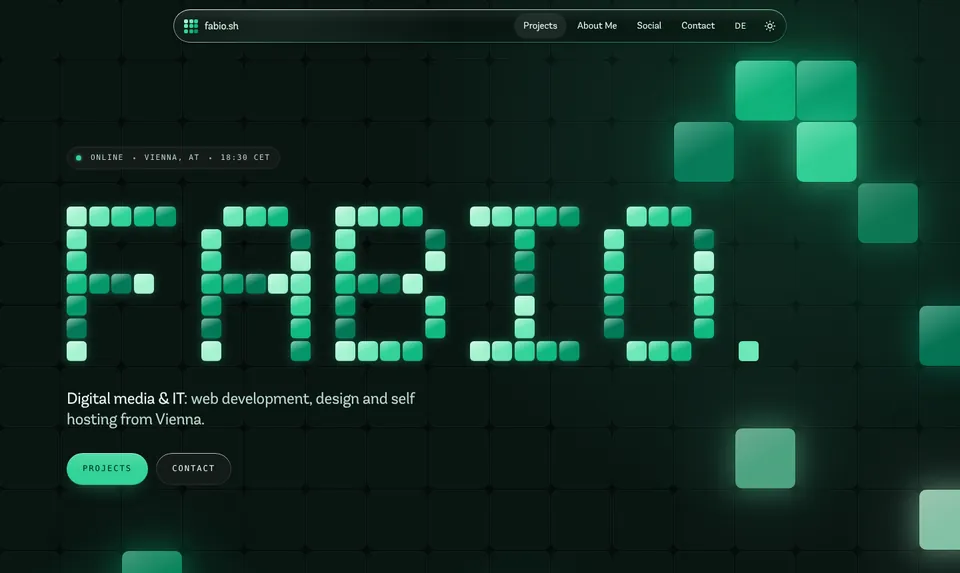 fabio.sh
Projects
About Me
Social
Contact
DE
ONLINE • VIENNA, AT • 18:30 CET
FABIO.
Digital media & IT: web development, design and self
hosting from Vienna.
PROJECTS
CONTACT